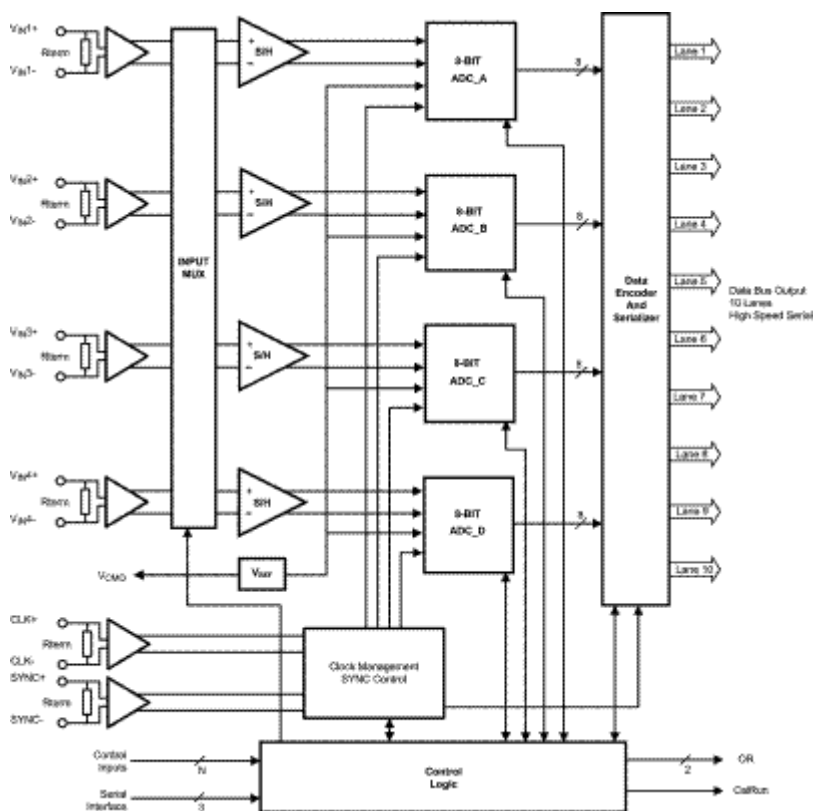 VIN1+
Rterm
VIN1-
S/H
8-BIT
ADC_A
8
Lane 1
Lane 2
Lane 3
VIN2+
Rterm
VIN2-
S/H
8-BIT
ADC_B
8
Lane 4
INPUT
MUX
Data
Encoder
And
Serializer
Lane 5
Data Bus Output
10 Lanes
High Speed Serial
VIN3+
Rterm
VIN3-
S/H
8-BIT
ADC_C
8
Lane 6
Lane 7
Lane 8
VIN4+
Rterm
VIN4-
S/H
8-BIT
ADC_D
8
Lane 9
Lane 10
VCMO
VREF
CLK+
Rterm
CLK-
SYNC+
Rterm
SYNC-
Clock Management
SYNC Control
Control
Inputs
N
Serial
Interface
3
Control
Logic
2
OR
CalRun
+
−
+
−
+
−
+
−